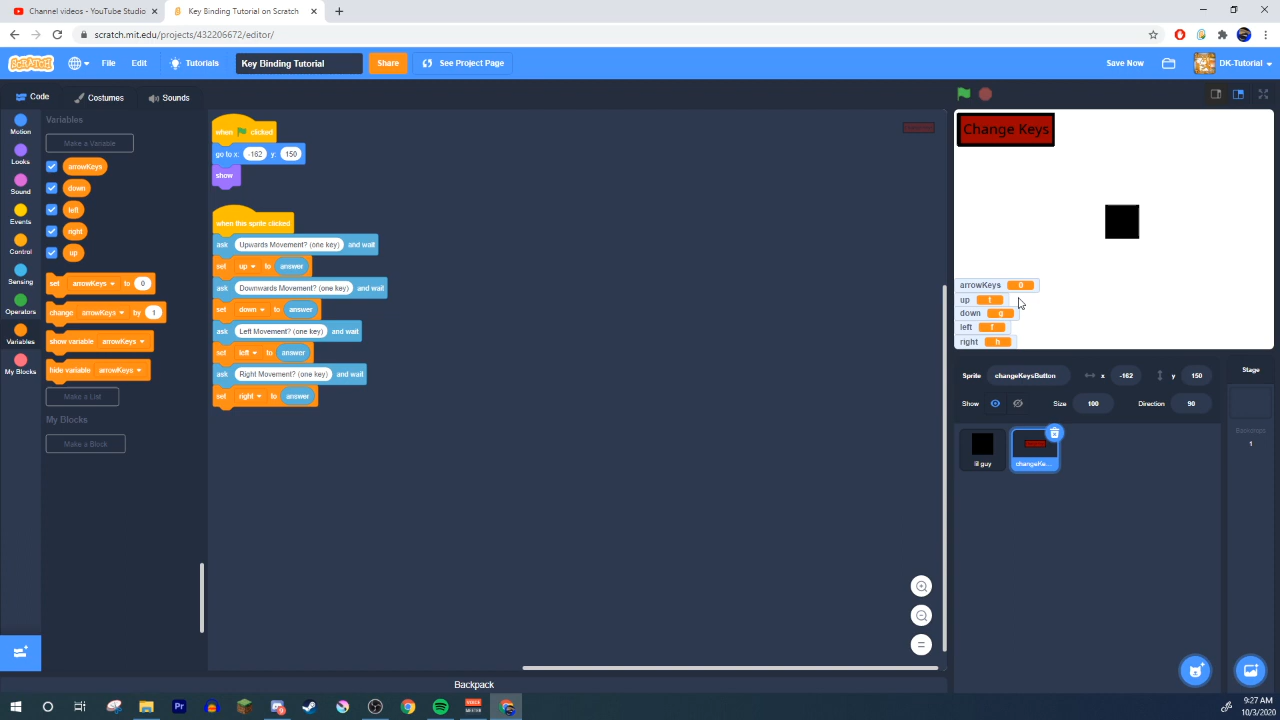 Channel videos - YouTube Studio
Key Binding Tutorial on Scratch
scratch.mit.edu/projects/432206672/editor/
SCRATCH
File
Edit
Tutorials
Key Binding Tutorial
Share
See Project Page
Save Now
DK-Tutorial
Code
Costumes
Sounds
Motion
Looks
Sound
Events
Control
Sensing
Operators
Variables
My Blocks
Variables
Make a Variable
arrowKeys
down
left
right
up
set arrowKeys to 0
change arrowKeys by 1
show variable arrowKeys
hide variable arrowKeys
Make a List
My Blocks
Make a Block
when clicked
go to x: -162 y: 150
show
when this sprite clicked
ask Upwards Movement? (one key) and wait
set up to answer
ask Downwards Movement? (one key) and wait
set down to answer
ask Left Movement? (one key) and wait
set left to answer
ask Right Movement? (one key) and wait
set right to answer
Backpack
Change Keys
arrowKeys 0
up t
down g
left f
right h
Sprite changeKeysButton x -162 y 150
Show Size 100 Direction 90
guy
changeKe...
Stage
Backdrops
1
9:27 AM
10/3/2020